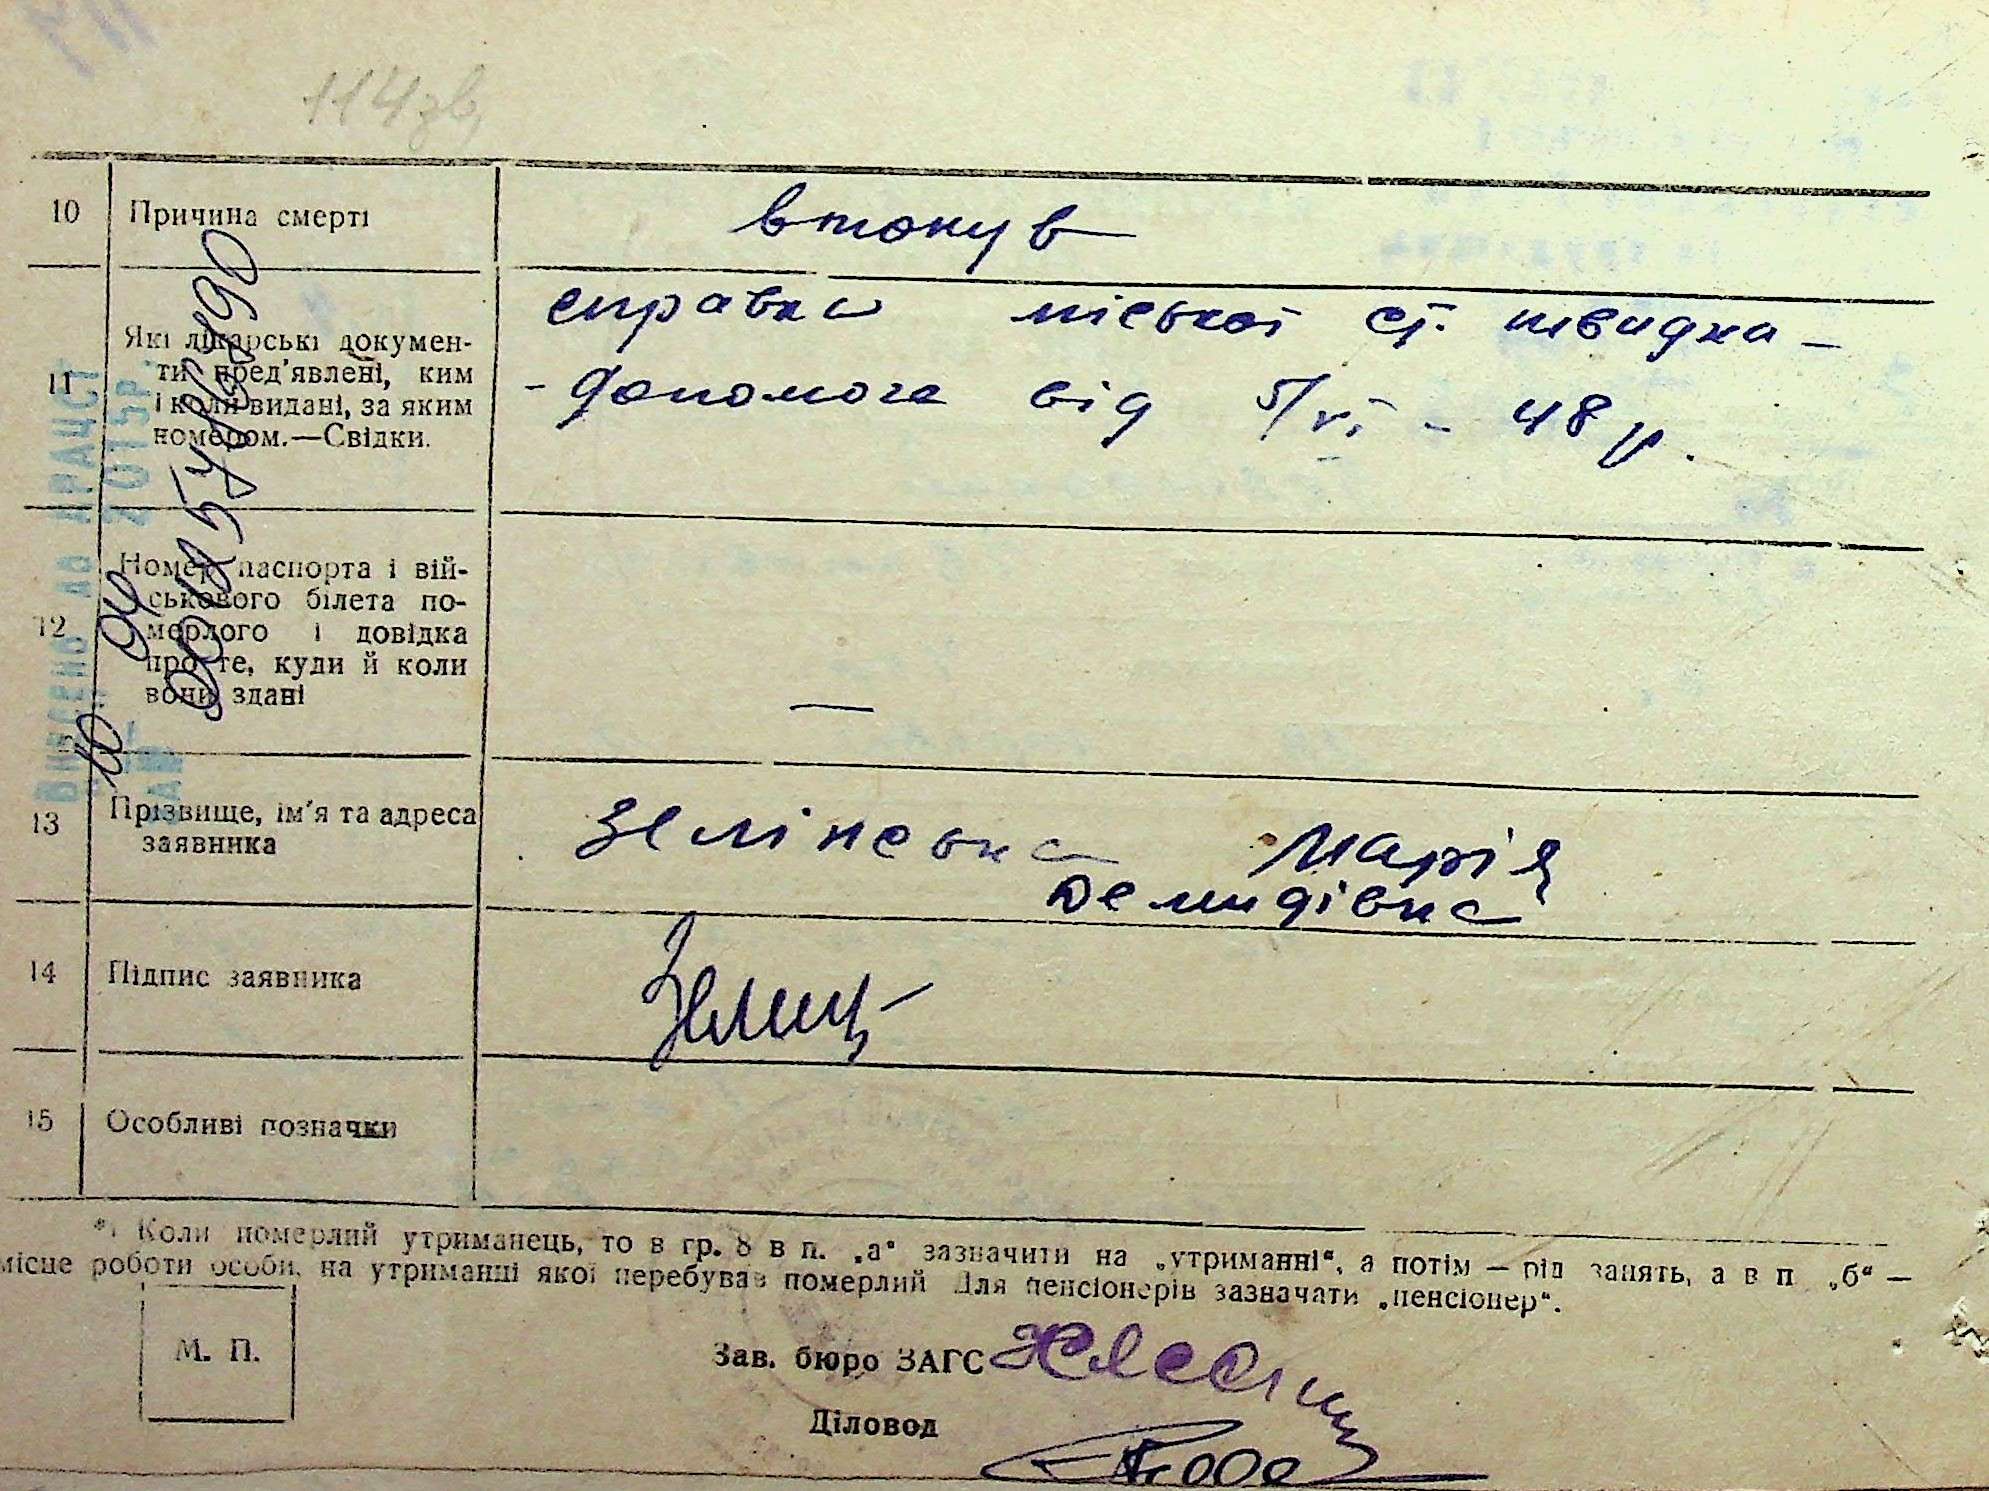 114зв
10 Причина смерті втонув
11 Які лікарські докумен-
ти пред'явлені, ким
і коли видані, за яким
номером.—Свідки.
справка міської ст. швидка -
- допомога від 5/VI - 48 р.
12 Номер паспорта і вій-
ськового білета по-
мерлого і довідка
про те, куди й коли
вони здані —
13 Прізвище, ім'я та адреса
заявника
Зелінська Марія
Демидівна
14 Підпис заявника
15 Особливі позначки
*) Коли померлий утриманець, то в гр. 8 в п. „а“ зазначити на „утриманні“, а потім — рід занять, а в п. „б“ —
місце роботи особи, на утриманні якої перебував померлий Для пенсіонерів зазначати „пенсіонер“.
М. П.
Зав. бюро ЗАГС
Діловод